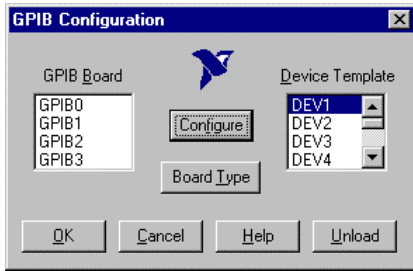 GPIB Configuration
GPIB Board
Device Template
GPIB0
GPIB1
GPIB2
GPIB3
Configure
DEV1
DEV2
DEV3
DEV4
Board Type
OK
Cancel
Help
Unload